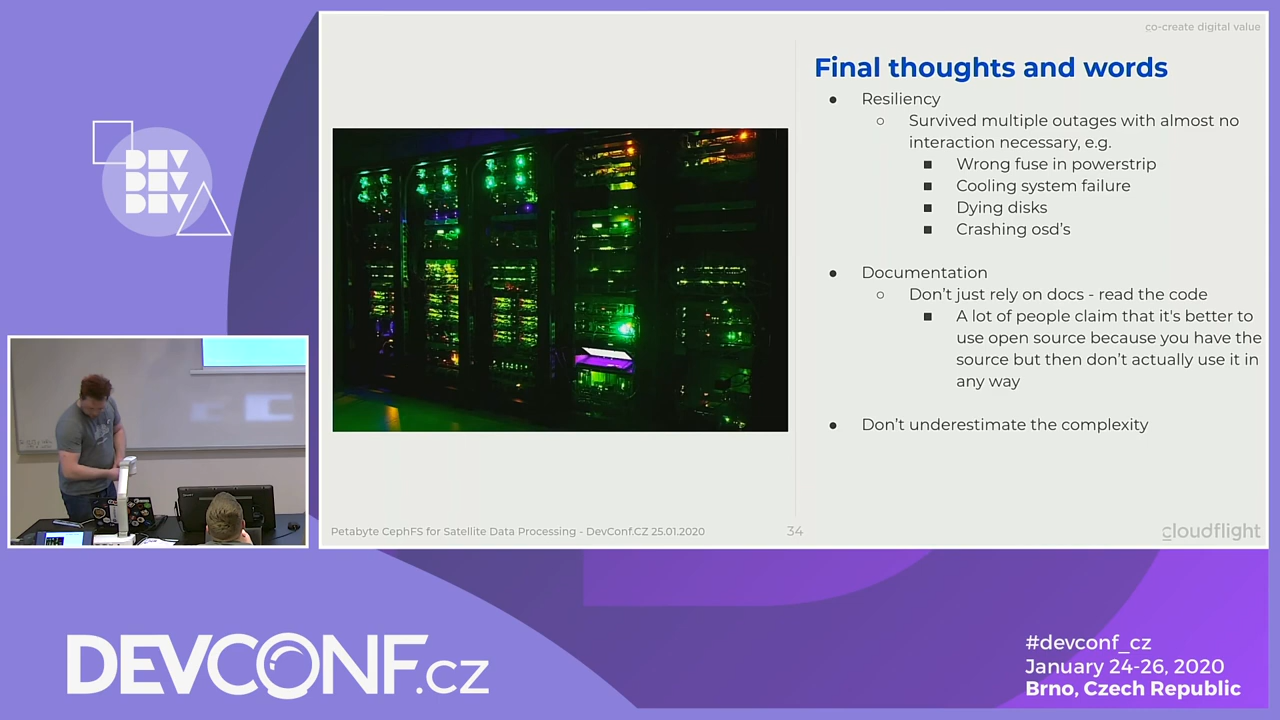 co-create digital value
Final thoughts and words
● Resiliency
○ Survived multiple outages with almost no
interaction necessary, e.g.
■ Wrong fuse in powerstrip
■ Cooling system failure
■ Dying disks
■ Crashing osd's
● Documentation
○ Don't just rely on docs - read the code
■ A lot of people claim that it's better to
use open source because you have the
source but then don't actually use it in
any way
● Don't underestimate the complexity
Petabyte CephFS for Satellite Data Processing - DevConf.CZ 25.01.2020
34
cloudflight
DEV
DEV
DEV
DEVCONF.cz
#devconf_cz
January 24-26, 2020
Brno, Czech Republic